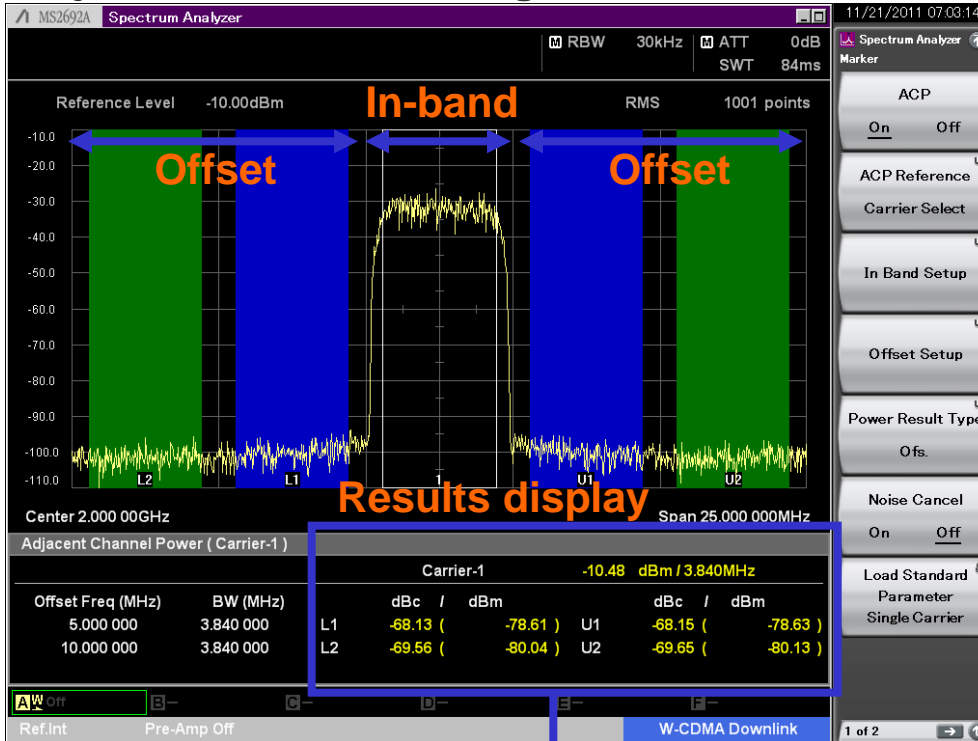 MS2692A Spectrum Analyzer
11/21/2011 07:03:14
RBW 30kHz
ATT 0dB
SWT 84ms
Reference Level -10.00dBm
RMS 1001 points
In-band
Offset
Offset
-10.0
-20.0
-30.0
-40.0
-50.0
-60.0
-70.0
-80.0
-90.0
-100.0
-110.0
L2 L1 1 U1 U2
Results display
Center 2.000 00GHz
Span 25.000 000MHz
Adjacent Channel Power ( Carrier-1 )
Carrier-1 -10.48 dBm / 3.840MHz
Offset Freq (MHz) BW (MHz) dBc / dBm dBc / dBm
5.000 000 3.840 000 L1 -68.13 ( -78.61 ) U1 -68.15 ( -78.63 )
10.000 000 3.840 000 L2 -69.56 ( -80.04 ) U2 -69.65 ( -80.13 )
A W Off B – C – D – E – F –
Ref.Int Pre-Amp Off W-CDMA Downlink
Spectrum Analyzer
Marker
ACP
On Off
ACP Reference
Carrier Select
In Band Setup
Offset Setup
Power Result Type
Ofs.
Noise Cancel
On Off
Load Standard
Parameter
Single Carrier
1 of 2